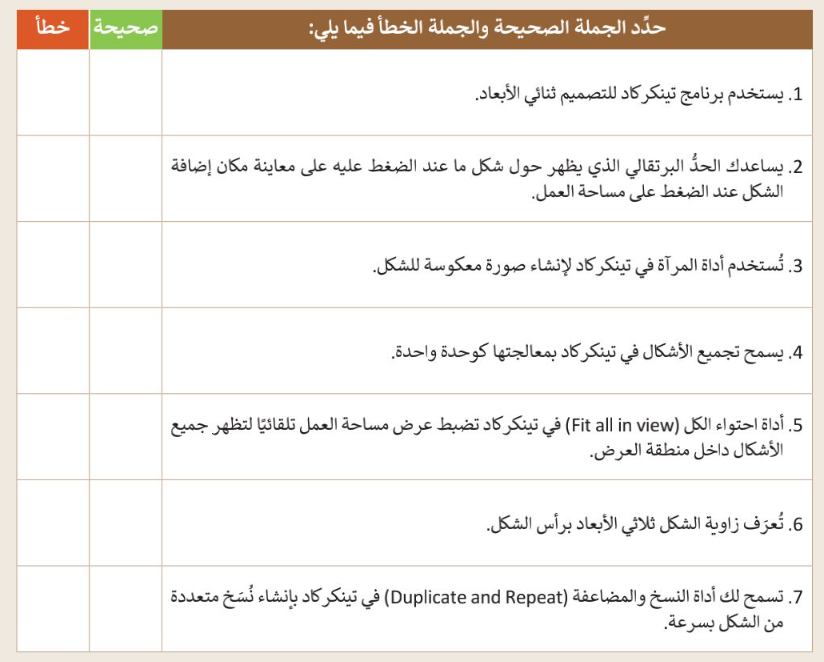 حدِّد الجملة الصحيحة والجملة الخطأ فيما يلي: صحيحة خطأ
1. يستخدم برنامج تينكركاد للتصميم ثنائي الأبعاد.
2. يساعدك الحدُّ البرتقالي الذي يظهر حول شكل ما عند الضغط عليه على معاينة مكان إضافة
الشكل عند الضغط على مساحة العمل.
3. تُستخدم أداة المرآة في تينكركاد لإنشاء صورة معكوسة للشكل.
4. يسمح تجميع الأشكال في تينكركاد بمعالجتها كوحدة واحدة.
5. أداة احتواء الكل (Fit all in view) في تينكركاد تضبط عرض مساحة العمل تلقائيًا لتظهر جميع
الأشكال داخل منطقة العرض.
6. تُعرَف زاوية الشكل ثلاثي الأبعاد برأس الشكل.
7. تسمح لك أداة النسخ والمضاعفة (Duplicate and Repeat) في تينكركاد بإنشاء نُسَخ متعددة
من الشكل بسرعة.